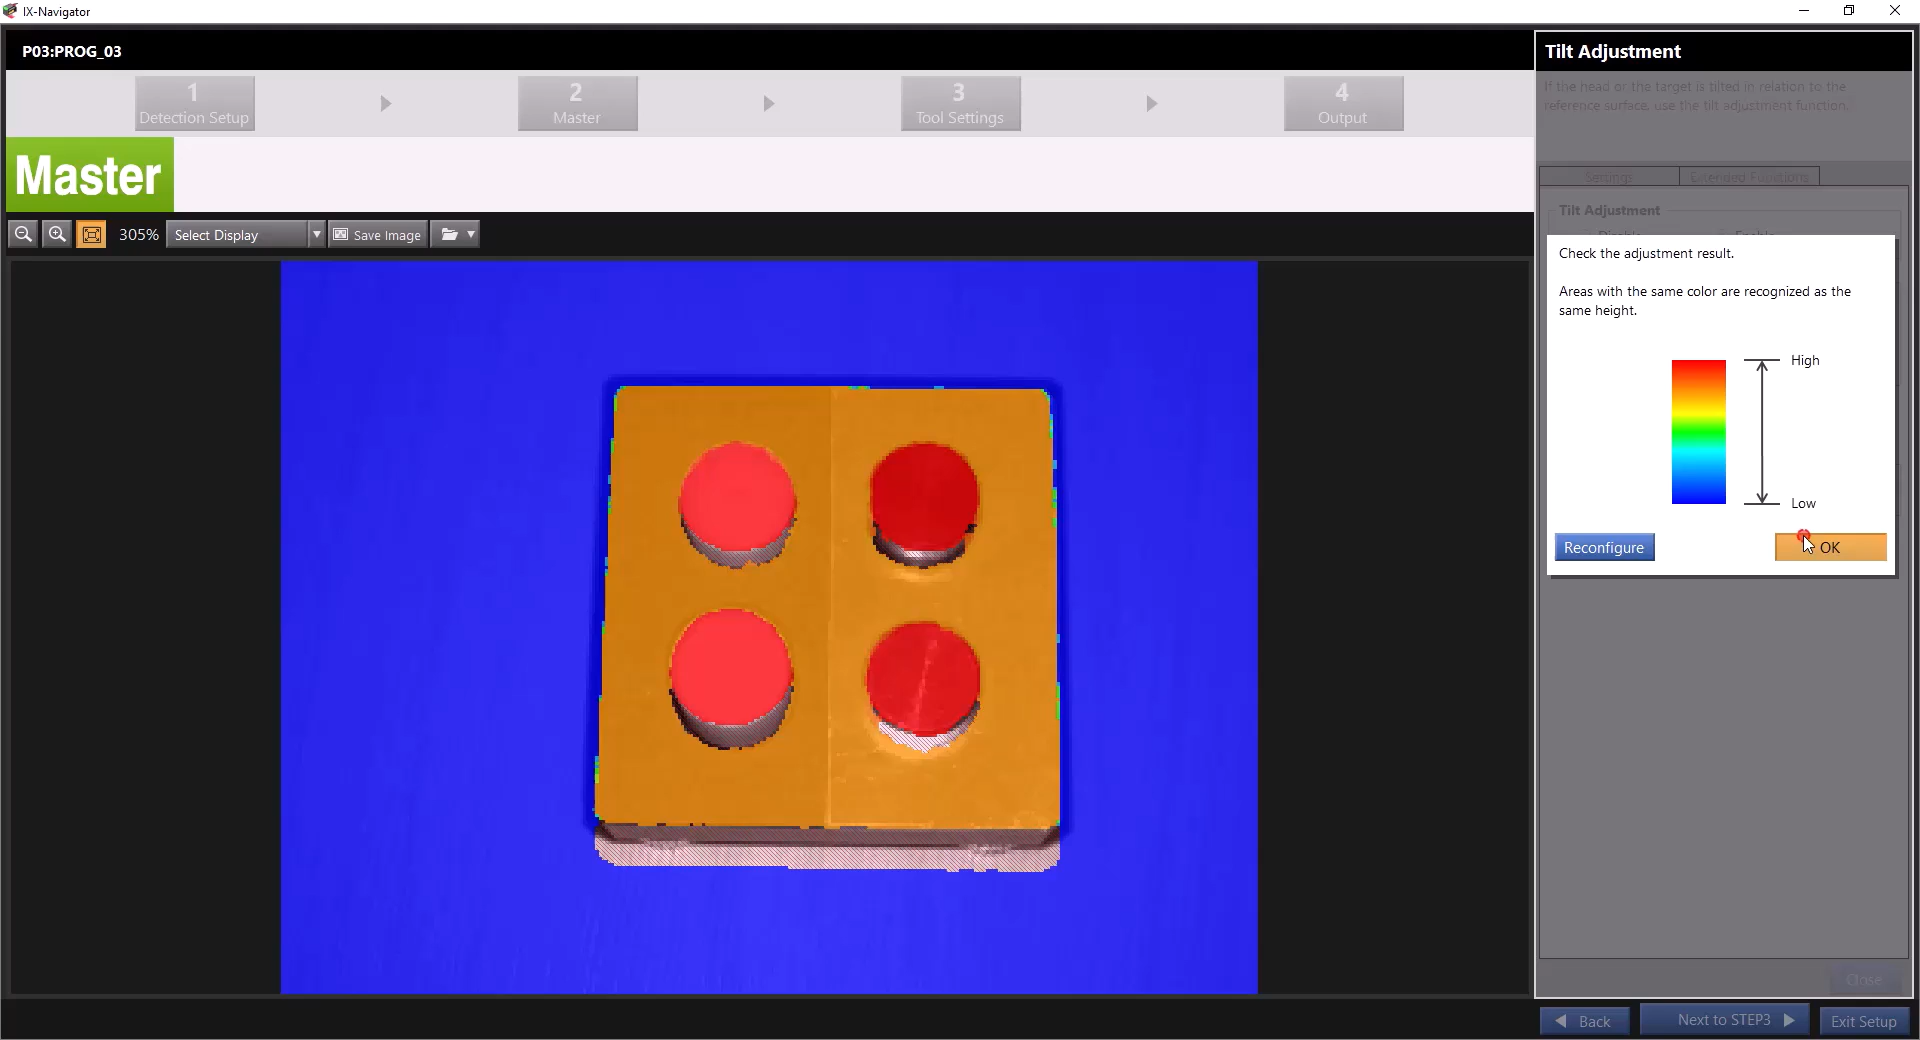 IX-Navigator
P03:PROG_03
1
Detection Setup
2
Master
3
Tool Settings
4
Output
Master
305%
Select Display
Save Image
Tilt Adjustment
If the head or the target is tilted in relation to the
reference surface, use the tilt adjustment function.
Settings
Extended Functions
Tilt Adjustment
Disable
Enable
Check the adjustment result.
Areas with the same color are recognized as the
same height.
High
Low
Reconfigure
OK
Close
Back
Next to STEP3
Exit Setup